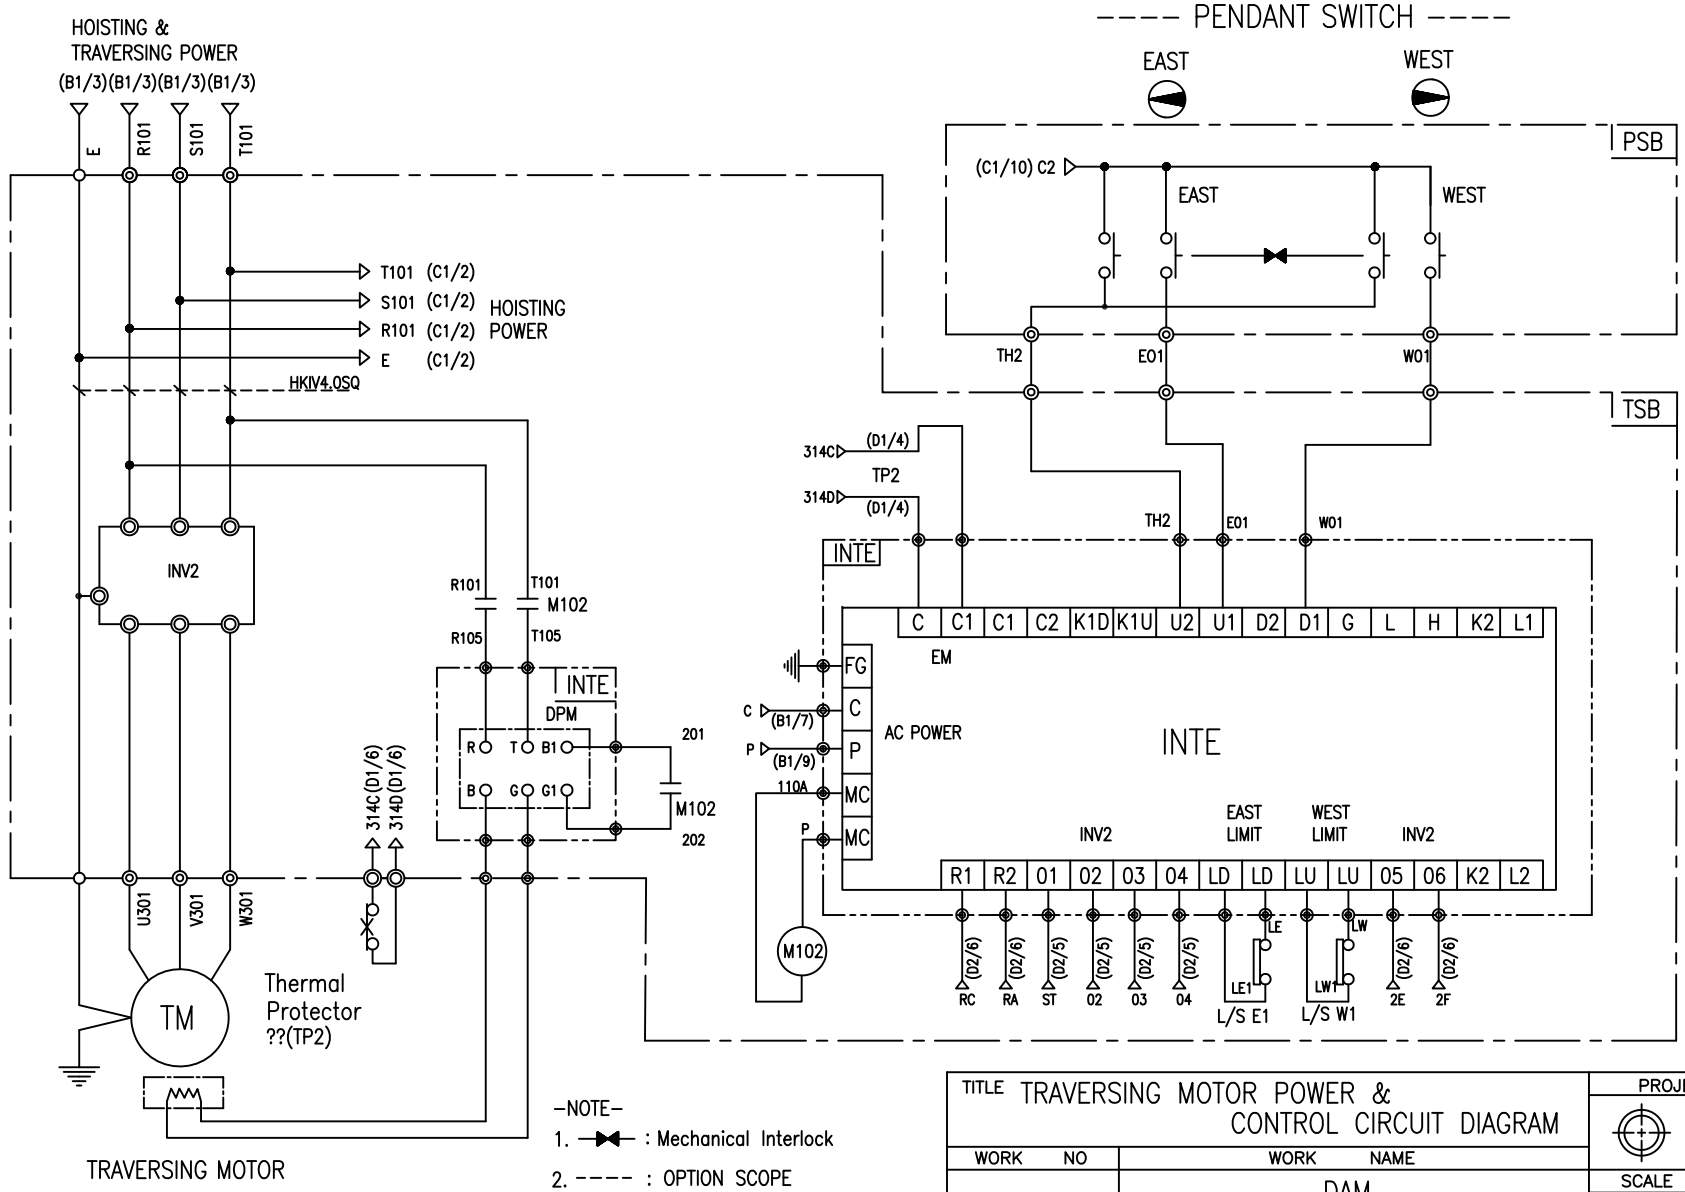 HOISTING &
TRAVERSING POWER
(B1/3)(B1/3)(B1/3)(B1/3)
E
R101
S101
T101
T101 (C1/2)
S101 (C1/2)
R101 (C1/2)
E (C1/2)
HOISTING
POWER
HKIV4.0SQ
INV2
---- PENDANT SWITCH ----
EAST
WEST
PSB
(C1/10) C2
EAST
WEST
TH2
E01
W01
TSB
314C
(D1/4)
TP2
314D
(D1/4)
TH2
E01
W01
INTE
C C1 C1 C2 K1D K1U U2 U1 D2 D1 G L H K2 L1
EM
FG
C
(B1/7)
C
AC POWER
P
(B1/9)
P
110A
MC
P
MC
INTE
EAST
LIMIT
WEST
LIMIT
INV2
INV2
R1 R2 01 02 03 04 LD LD LU LU 05 06 K2 L2
LE
LW
(D2/6)
(D2/6)
(D2/5)
(D2/5)
(D2/5)
(D2/5)
(D2/6)
(D2/6)
LE1
LW1
RC RA ST 02 03 04
2E 2F
L/S E1
L/S W1
M102
R101
T101
M102
R105
T105
INTE
DPM
R T B1
B G G1
201
M102
202
314C(D1/6)
314D(D1/6)
U301
V301
W301
TM
Thermal
Protector
??(TP2)
TRAVERSING MOTOR
-NOTE-
1. : Mechanical Interlock
2. ---- : OPTION SCOPE
TITLE TRAVERSING MOTOR POWER &
CONTROL CIRCUIT DIAGRAM
PROJ
WORK NO
WORK NAME
SCALE
DAM